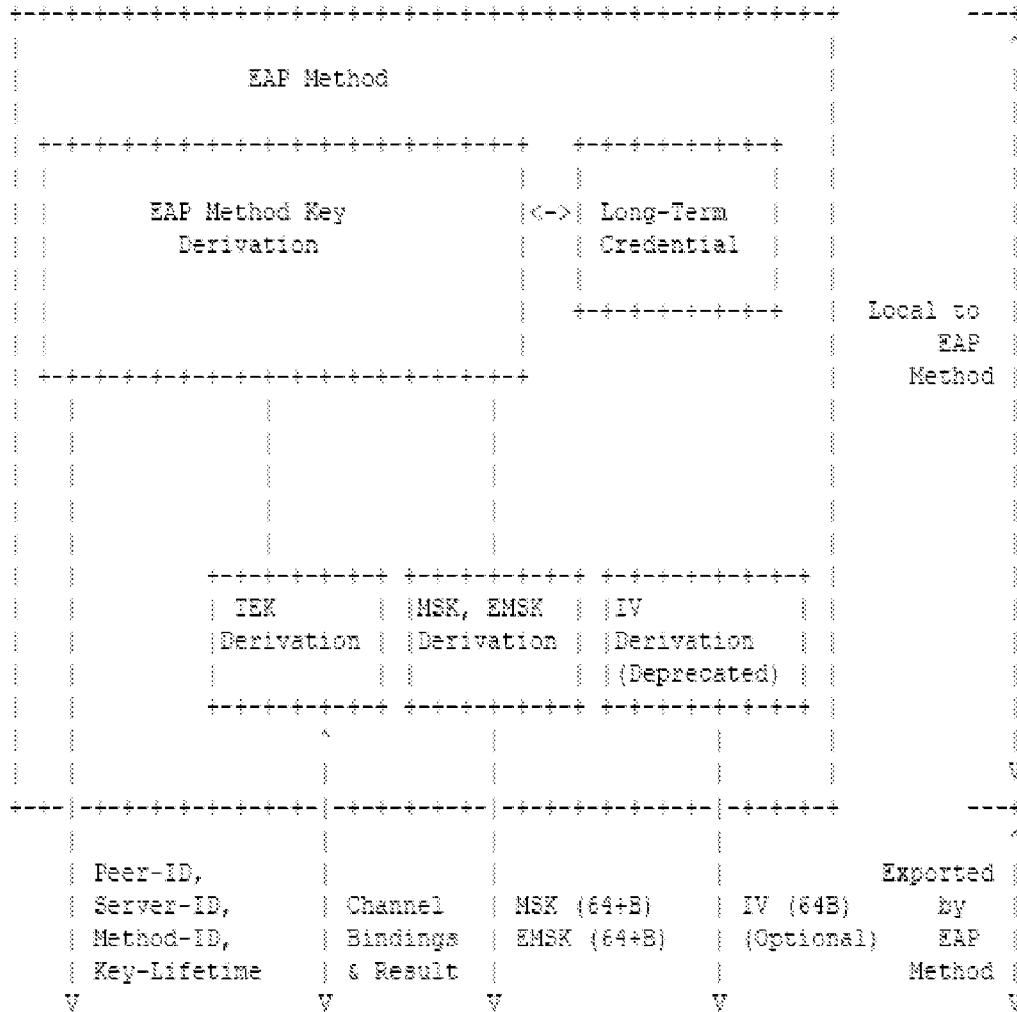 EAP Method
EAP Method Key
Derivation
<-> Long-Term
Credential
Local to
EAP
Method
TEK
Derivation
MSK, EMSK
Derivation
IV
Derivation
(Deprecated)
Peer-ID,
Server-ID,
Method-ID,
Key-Lifetime
Channel
Bindings
& Result
MSK (64+B)
EMSK (64+B)
IV (64B)
(Optional)
Exported
by
EAP
Method